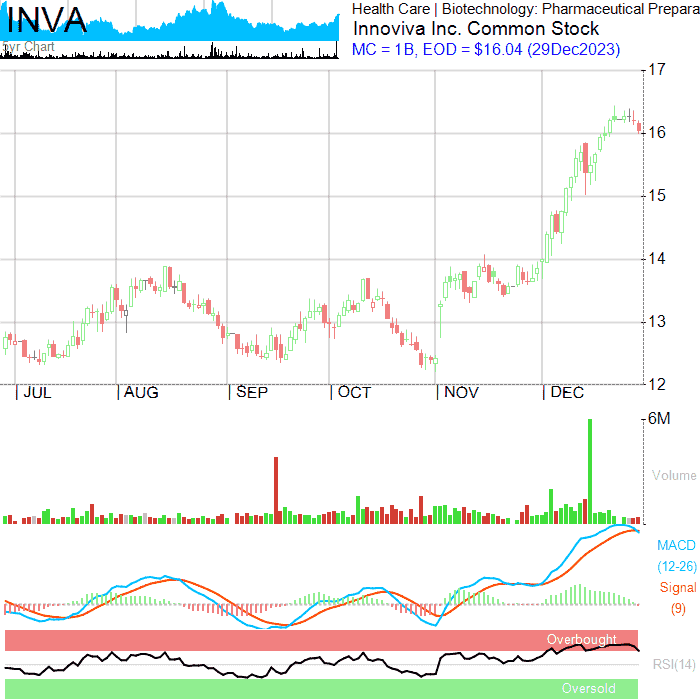 INVA
5yr Chart
Health Care | Biotechnology: Pharmaceutical Prepara
Innoviva Inc. Common Stock
MC = 1B, EOD = $16.04 (29Dec2023)
17
16
15
14
13
12
JUL AUG SEP OCT NOV DEC
6M
Volume
MACD
(12-26)
Signal
(9)
Overbought
RSI(14)
Oversold